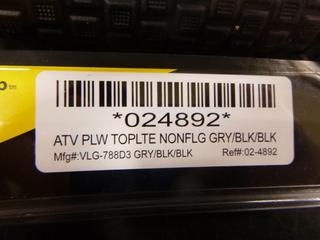 *024892*
ATV PLW TOPLTE NONFLG GRY/BLK/BLK
Mfg#:VLG-788D3 GRY/BLK/BLK Ref#:02-4892